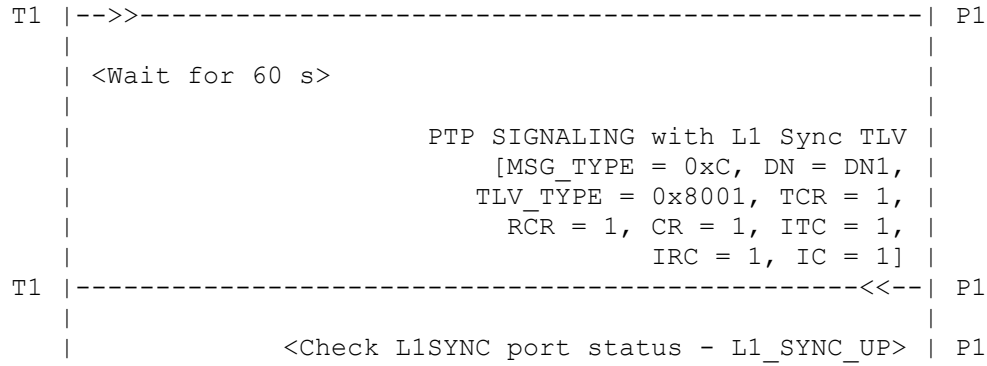 T1 |-->>-------------------------------------------------| P1
   |                                                     |
   | <Wait for 60 s>                                     |
   |                                                     |
   |                       PTP SIGNALING with L1 Sync TLV |
   |                           [MSG_TYPE = 0xC, DN = DN1, |
   |                          TLV_TYPE = 0x8001, TCR = 1, |
   |                            RCR = 1, CR = 1, ITC = 1, |
   |                                     IRC = 1, IC = 1] |
T1 |-------------------------------------------------<<--| P1
   |                                                     |
   |              <Check L1SYNC port status - L1_SYNC_UP> | P1